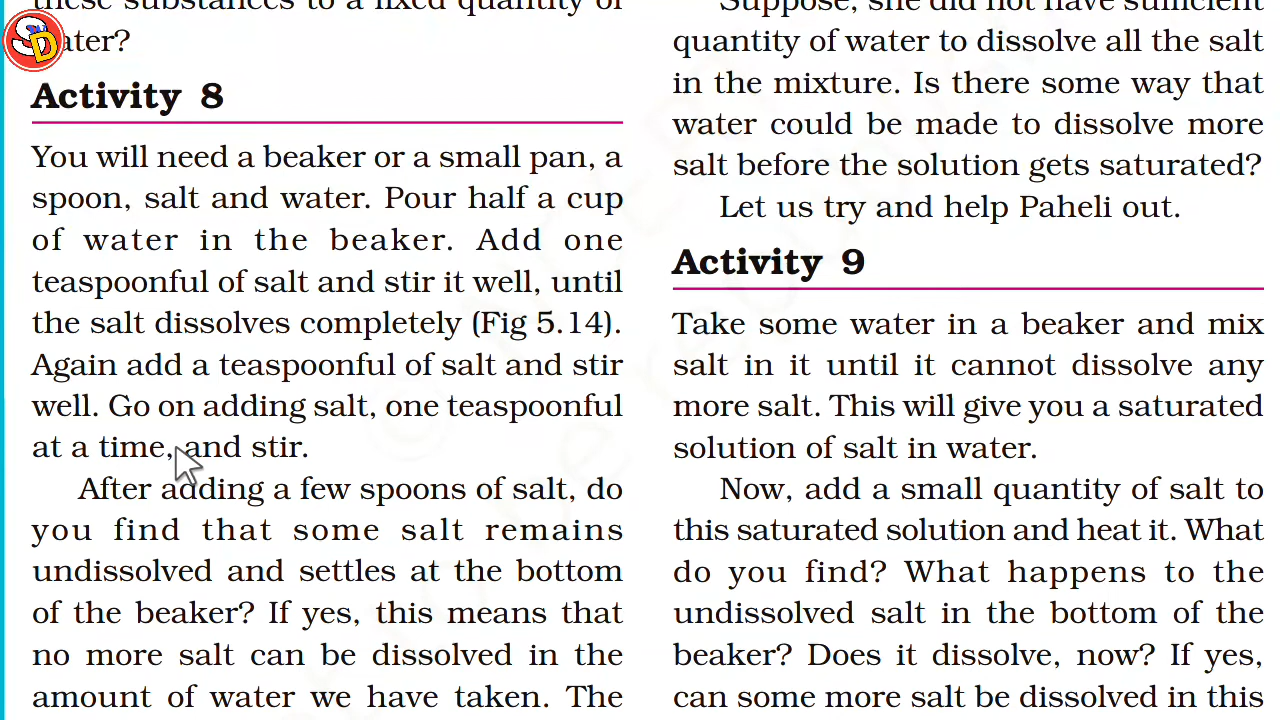 these substances to a fixed quantity of
water?
Activity 8
You will need a beaker or a small pan, a
spoon, salt and water. Pour half a cup
of water in the beaker. Add one
teaspoonful of salt and stir it well, until
the salt dissolves completely (Fig 5.14).
Again add a teaspoonful of salt and stir
well. Go on adding salt, one teaspoonful
at a time, and stir.
After adding a few spoons of salt, do
you find that some salt remains
undissolved and settles at the bottom
of the beaker? If yes, this means that
no more salt can be dissolved in the
amount of water we have taken. The
Suppose, she did not have sufficient
quantity of water to dissolve all the salt
in the mixture. Is there some way that
water could be made to dissolve more
salt before the solution gets saturated?
Let us try and help Paheli out.
Activity 9
Take some water in a beaker and mix
salt in it until it cannot dissolve any
more salt. This will give you a saturated
solution of salt in water.
Now, add a small quantity of salt to
this saturated solution and heat it. What
do you find? What happens to the
undissolved salt in the bottom of the
beaker? Does it dissolve, now? If yes,
can some more salt be dissolved in this